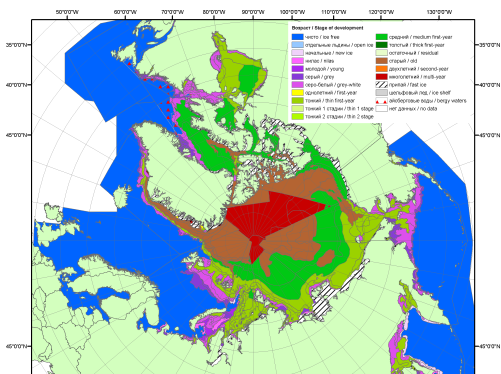 50°0'0"W 60°0'0"W 70°0'0"W 80°0'0"W 90°0'0"W 100°0'0"W 110°0'0"W 120°0'0"W 130°0'0"W
35°0'0"N
40°0'0"N
45°0'0"N
45°0'0"N
35°0'0"N
40°0'0"N
45°0'0"N
45°0'0"N
Возраст / Stage of development
чисто / ice free
отдельные льдины / open ice
начальные / new ice
нилас / nilas
молодой / young
серый / grey
серо-белый / grey-white
однолетний / first-year
тонкий / thin first-year
тонкий 1 стадии / thin 1 stage
тонкий 2 стадии / thin 2 stage
средний / medium first-year
толстый / thick first-year
остаточный / residual
старый / old
двухлетний / second-year
многолетний / multi-year
припай / fast ice
шельфовый лед / ice shelf
айсберговые воды / bergy waters
нет данных / no data